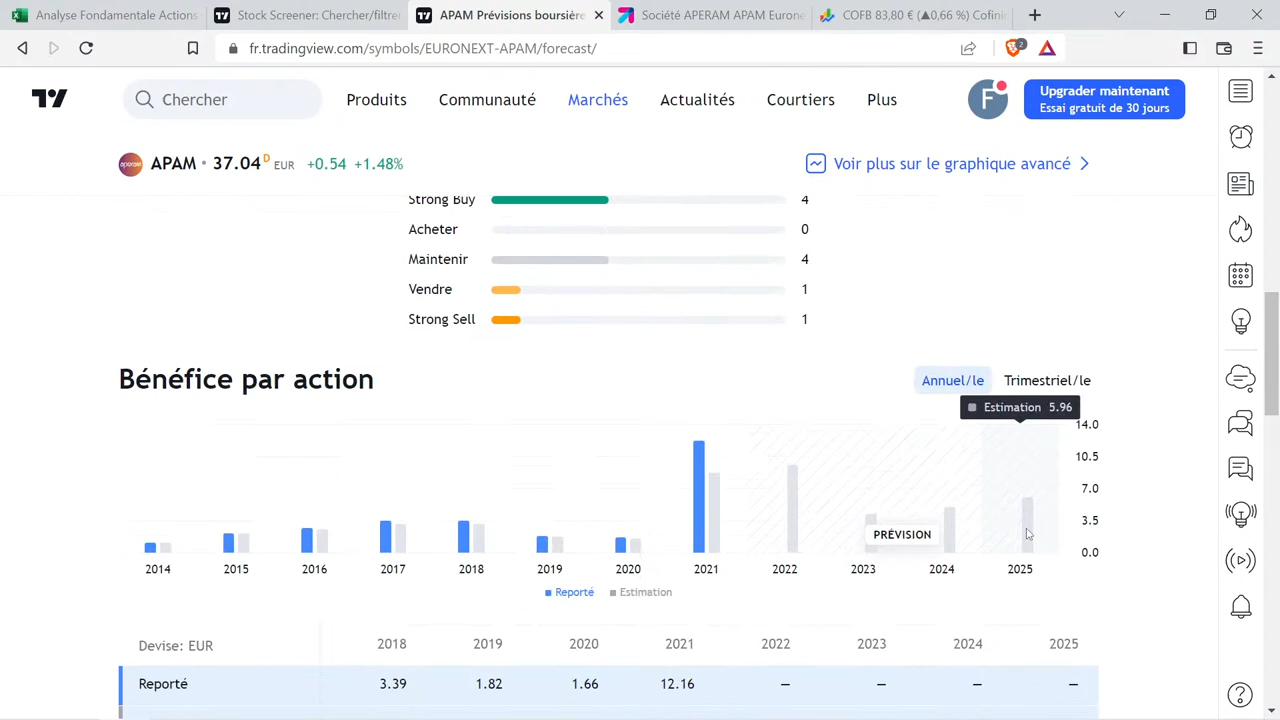 Analyse Fondamentale Actions
Stock Screener: Chercher filtrer
APAM Prévisions boursière
Société APERAM APAM Eurone
COFB 83,80 € (▲0,66 %) Cofini
fr.tradingview.com/symbols/EURONEXT-APAM/forecast/
2
Chercher
Produits
Communauté
Marchés
Actualités
Courtiers
Plus
F
Upgrader maintenant
Essai gratuit de 30 jours
aperam
APAM • 37.04 D EUR +0.54 +1.48%
Voir plus sur le graphique avancé
Strong Buy 4
Acheter 0
Maintenir 4
Vendre 1
Strong Sell 1
Bénéfice par action
Annuel/le
Trimestriel/le
Estimation 5.96
14.0
10.5
7.0
3.5
0.0
PRÉVISION
2014 2015 2016 2017 2018 2019 2020 2021 2022 2023 2024 2025
Reporté Estimation
Devise: EUR 2018 2019 2020 2021 2022 2023 2024 2025
Reporté 3.39 1.82 1.66 12.16 — — — —